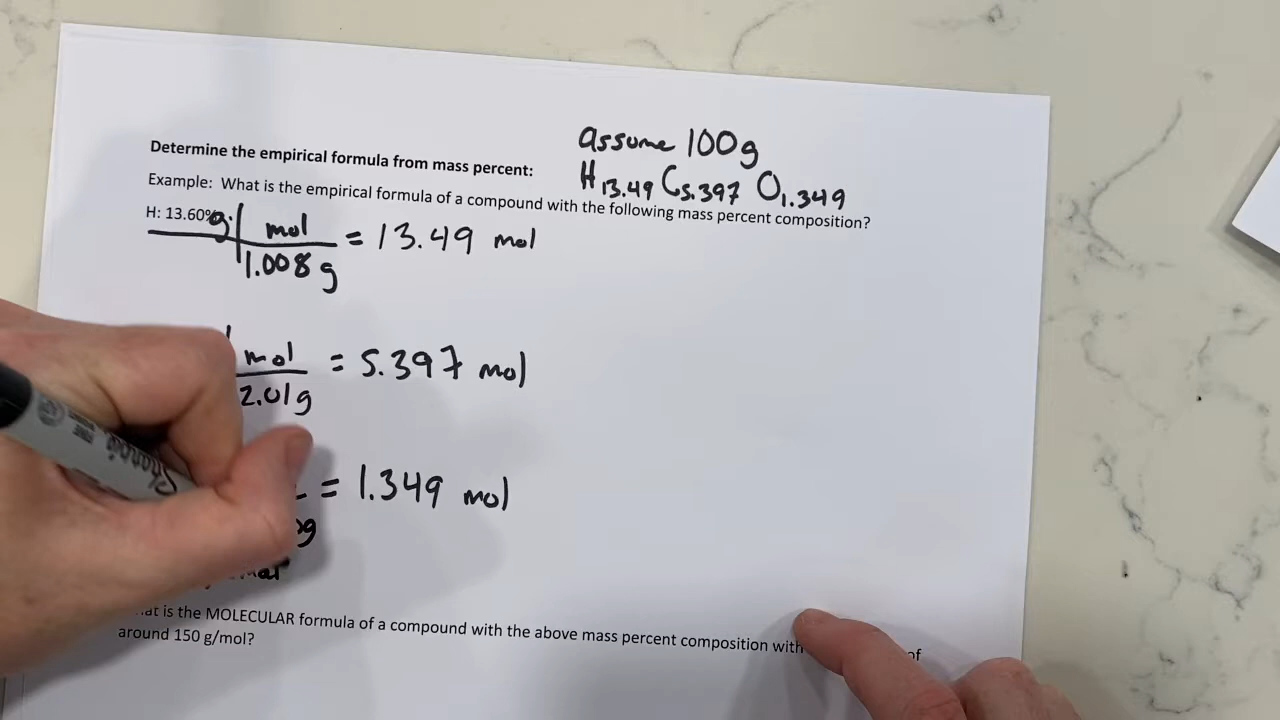 assume 100g
Determine the empirical formula from mass percent:
H13.49 C5.397 O1.349
Example: What is the empirical formula of a compound with the following mass percent composition?
H: 13.60% g mol = 13.49 mol
1.008 g
mol = 5.397 mol
2.01g
= 1.349 mol
g
Sharpie
is the MOLECULAR formula of a compound with the above mass percent composition with of
around 150 g/mol?